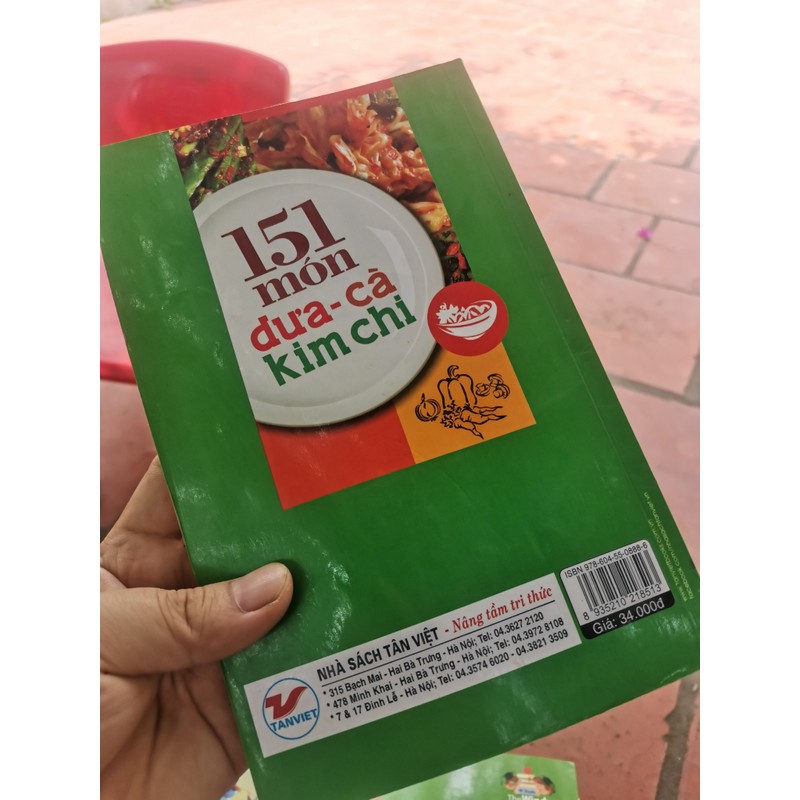 151
món
dưa-cà
kim chi
ISBN 978-604-55-0888-6
8 935210 218513
Giá: 34.000đ
NHÀ SÁCH TÂN VIỆT - Nâng tầm tri thức
* 315 Bạch Mai - Hai Bà Trưng - Hà Nội; Tel: 04.3627 2120
* 478 Minh Khai - Hai Bà Trưng - Hà Nội; Tel: 04.3972 8108
* 7 & 17 Đinh Lễ - Hà Nội; Tel: 04.3574 6020 - 04.3821 3509
TANVIET